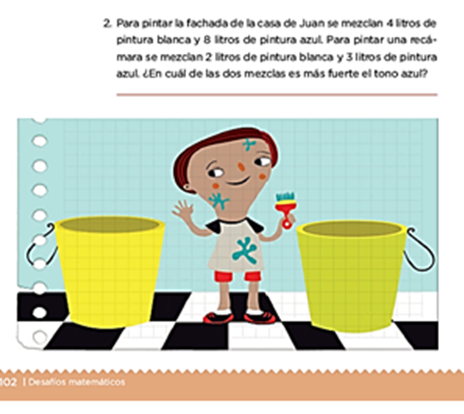 2. Para pintar la fachada de la casa de Juan se mezclan 4 litros de
pintura blanca y 8 litros de pintura azul. Para pintar una recá-
mara se mezclan 2 litros de pintura blanca y 3 litros de pintura
azul. ¿En cuál de las dos mezclas es más fuerte el tono azul?
102 | Desafíos matemáticos